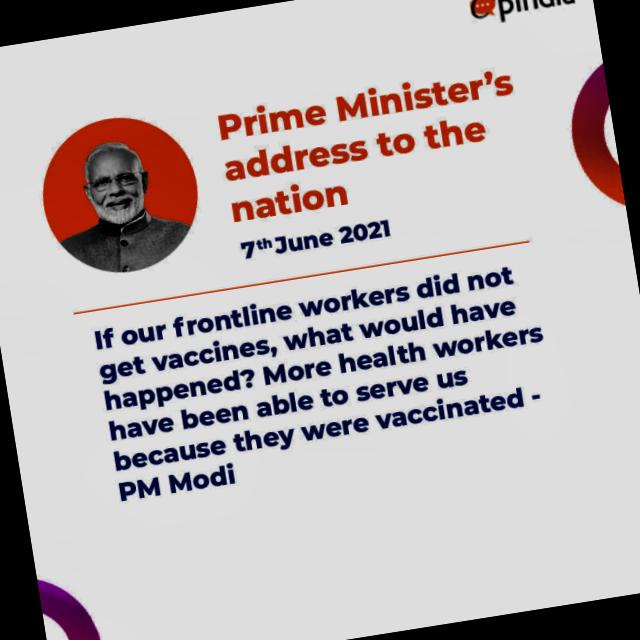 Opindia
Prime Minister's
address to the
nation
7th June 2021
If our frontline workers did not
get vaccines, what would have
happened? More health workers
have been able to serve us
because they were vaccinated -
PM Modi